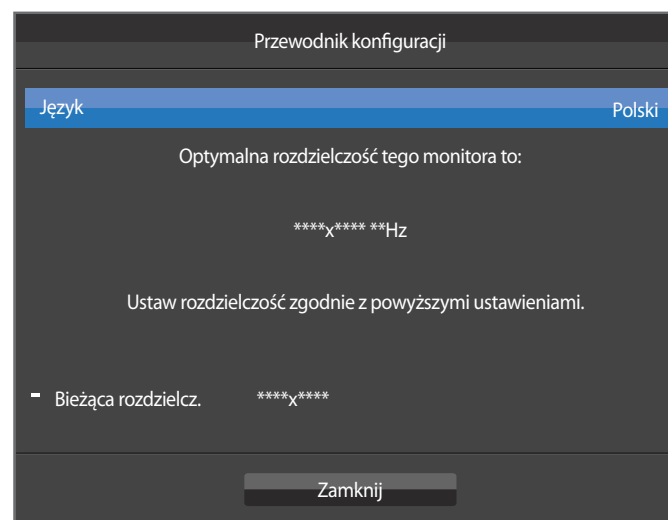 Przewodnik konfiguracji
Język Polski
Optymalna rozdzielczość tego monitora to:
****x**** **Hz
Ustaw rozdzielczość zgodnie z powyższymi ustawieniami.
- Bieżąca rozdzielcz. ****x****
Zamknij